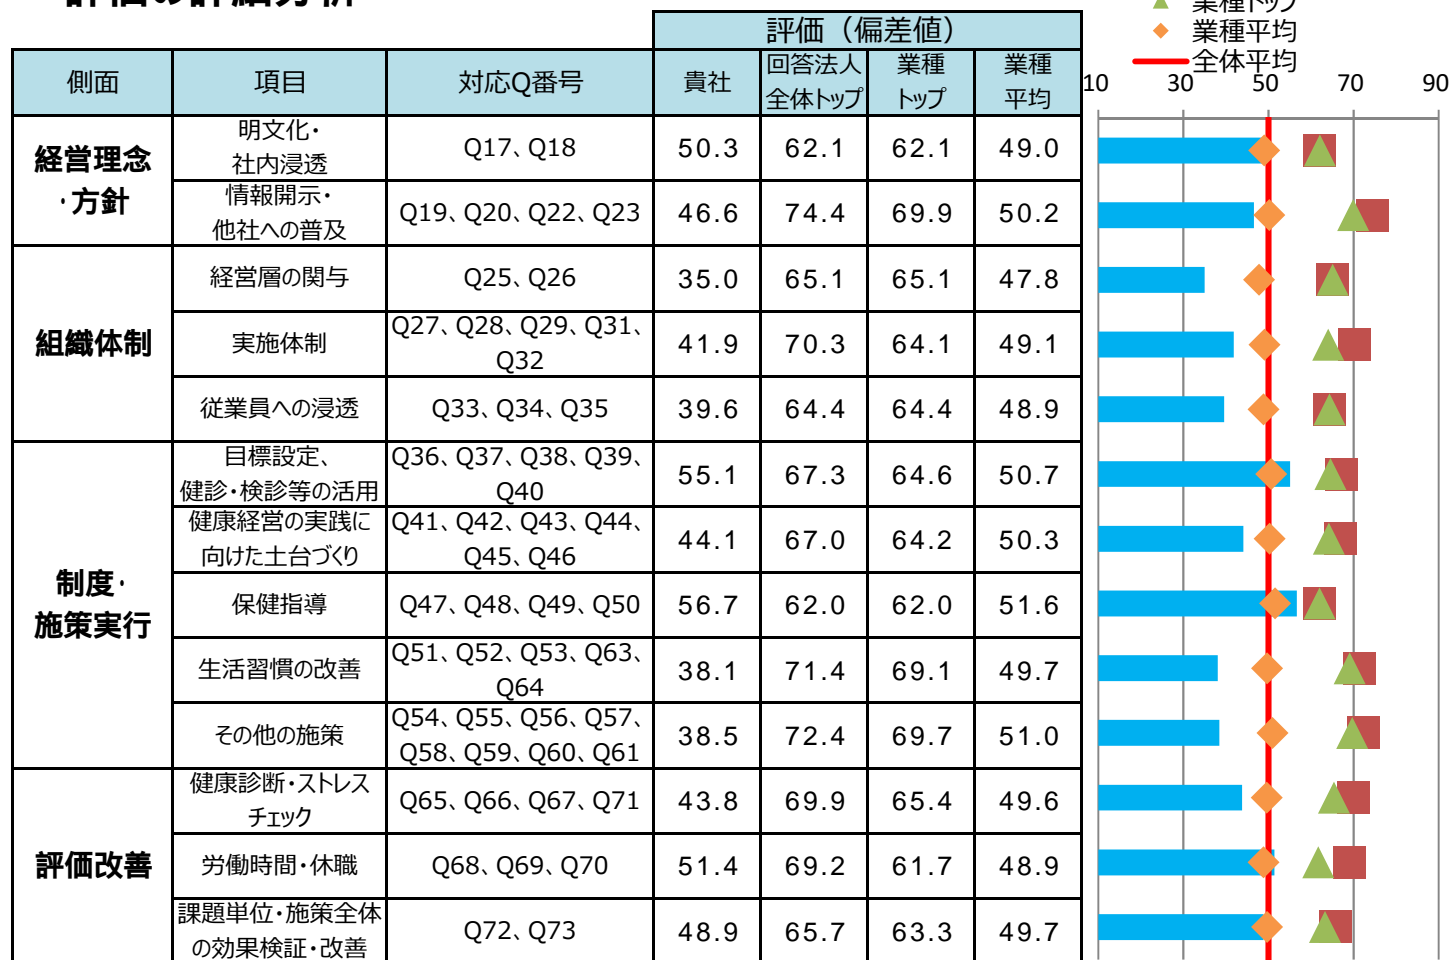 評価の詳細分析
業種トップ
業種平均
全体平均
評価（偏差値）
側面 項目 対応Q番号 貴社 回答法人全体トップ 業種トップ 業種平均
10 30 50 70 90
経営理念・方針
明文化・社内浸透 Q17、Q18 50.3 62.1 62.1 49.0
情報開示・他社への普及 Q19、Q20、Q22、Q23 46.6 74.4 69.9 50.2
組織体制
経営層の関与 Q25、Q26 35.0 65.1 65.1 47.8
実施体制 Q27、Q28、Q29、Q31、Q32 41.9 70.3 64.1 49.1
従業員への浸透 Q33、Q34、Q35 39.6 64.4 64.4 48.9
制度・施策実行
目標設定、健診・検診等の活用 Q36、Q37、Q38、Q39、Q40 55.1 67.3 64.6 50.7
健康経営の実践に向けた土台づくり Q41、Q42、Q43、Q44、Q45、Q46 44.1 67.0 64.2 50.3
保健指導 Q47、Q48、Q49、Q50 56.7 62.0 62.0 51.6
生活習慣の改善 Q51、Q52、Q53、Q63、Q64 38.1 71.4 69.1 49.7
その他の施策 Q54、Q55、Q56、Q57、Q58、Q59、Q60、Q61 38.5 72.4 69.7 51.0
評価改善
健康診断・ストレスチェック Q65、Q66、Q67、Q71 43.8 69.9 65.4 49.6
労働時間・休職 Q68、Q69、Q70 51.4 69.2 61.7 48.9
課題単位・施策全体の効果検証・改善 Q72、Q73 48.9 65.7 63.3 49.7